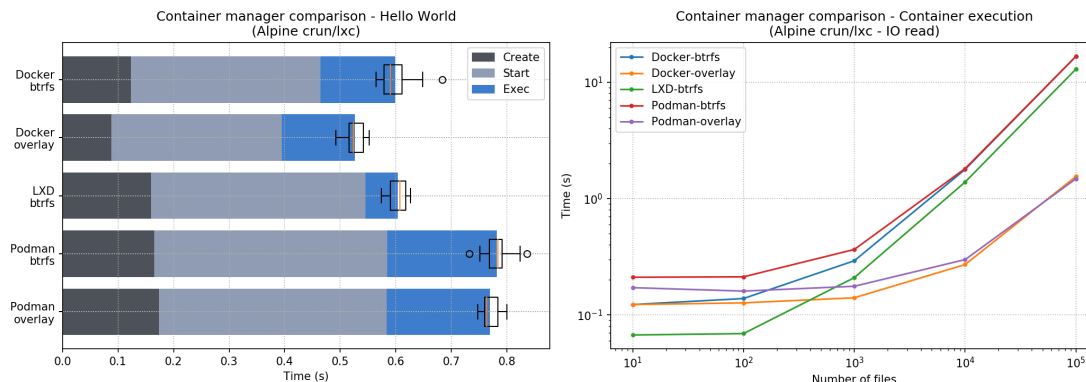 Container manager comparison - Hello World
(Alpine crun/lxc)
Create
Start
Exec
Docker
btrfs
Docker
overlay
LXD
btrfs
Podman
btrfs
Podman
overlay
0.0 0.1 0.2 0.3 0.4 0.5 0.6 0.7 0.8
Time (s)
Container manager comparison - Container execution
(Alpine crun/lxc - IO read)
Docker-btrfs
Docker-overlay
LXD-btrfs
Podman-btrfs
Podman-overlay
Time (s)
10¹
10⁰
10⁻¹
10¹ 10² 10³ 10⁴ 10⁵
Number of files